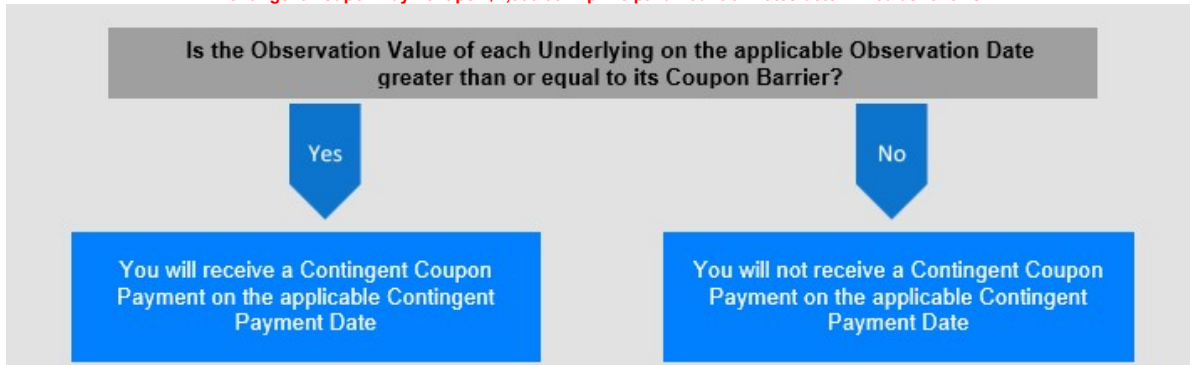 Is the Observation Value of each Underlying on the applicable Observation Date
greater than or equal to its Coupon Barrier?
Yes
No
You will receive a Contingent Coupon
Payment on the applicable Contingent
Payment Date
You will not receive a Contingent Coupon
Payment on the applicable Contingent
Payment Date